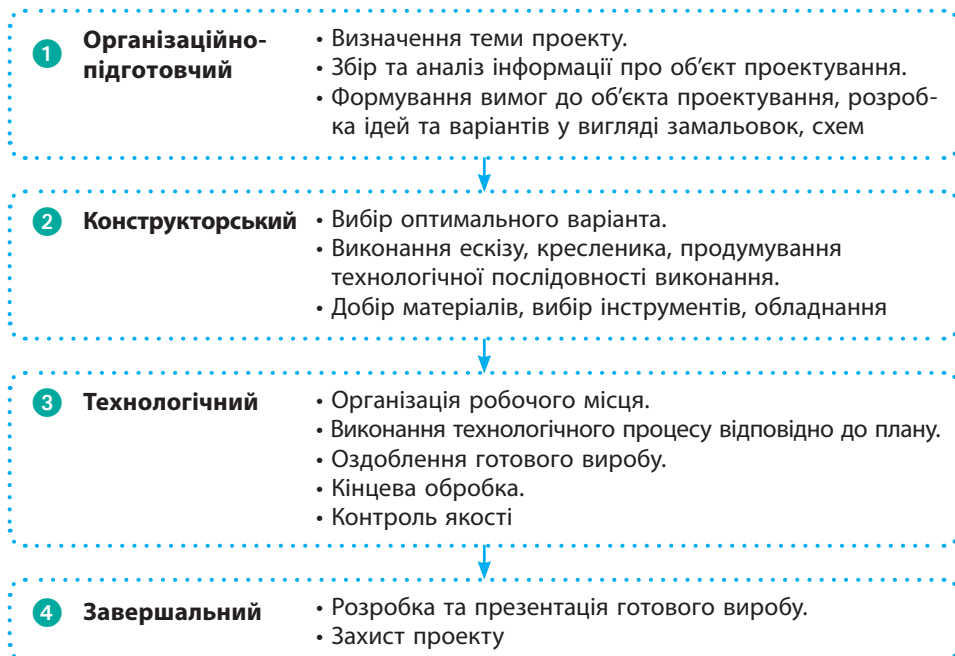 1 Організаційно-підготовчий
• Визначення теми проекту.
• Збір та аналіз інформації про об’єкт проектування.
• Формування вимог до об’єкта проектування, розроб-
ка ідей та варіантів у вигляді замальовок, схем
2 Конструкторський
• Вибір оптимального варіанта.
• Виконання ескізу, кресленика, продумування
технологічної послідовності виконання.
• Добір матеріалів, вибір інструментів, обладнання
3 Технологічний
• Організація робочого місця.
• Виконання технологічного процесу відповідно до плану.
• Оздоблення готового виробу.
• Кінцева обробка.
• Контроль якості
4 Завершальний
• Розробка та презентація готового виробу.
• Захист проекту